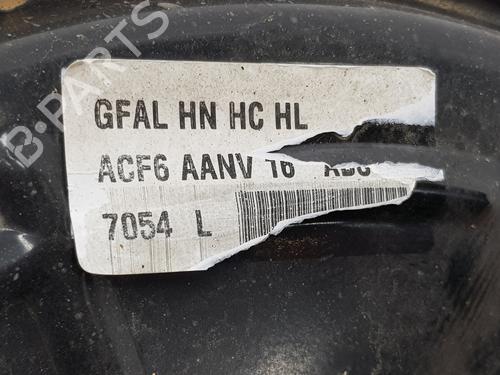 B-PARTS
GFAL HN HC HL
ACF6 AANV 16
7054 L